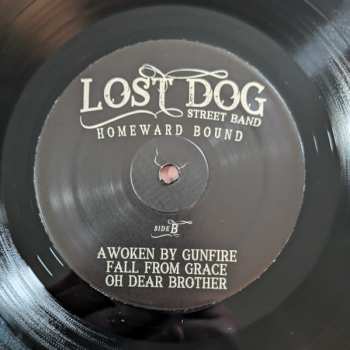 LOST DOG
STREET BAND
HOMEWARD BOUND
SIDE B
AWOKEN BY GUNFIRE
FALL FROM GRACE
OH DEAR BROTHER